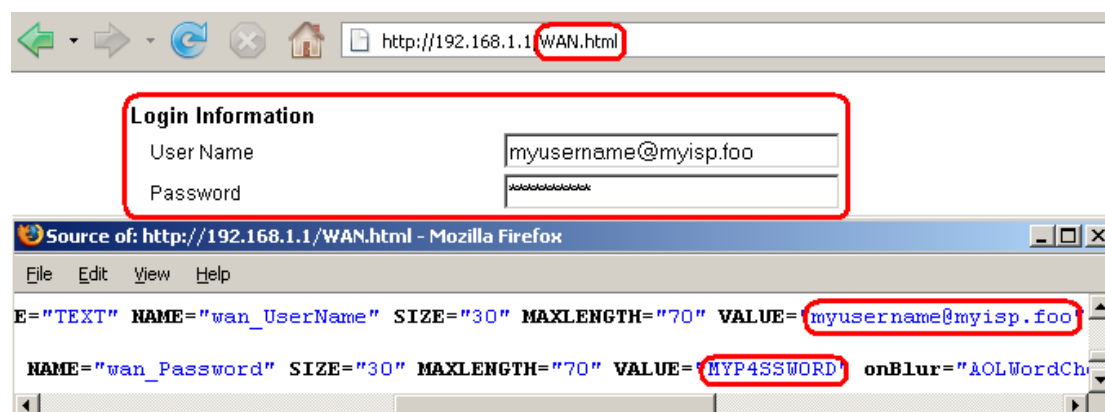 http://192.168.1.1/WAN.html
Login Information
User Name myusername@myisp.foo
Password ***********
Source of: http://192.168.1.1/WAN.html - Mozilla Firefox
File Edit View Help
E="TEXT" NAME="wan_UserName" SIZE="30" MAXLENGTH="70" VALUE="myusername@myisp.foo"
NAME="wan_Password" SIZE="30" MAXLENGTH="70" VALUE="MYP4SSWORD" onBlur="AOLWordCh